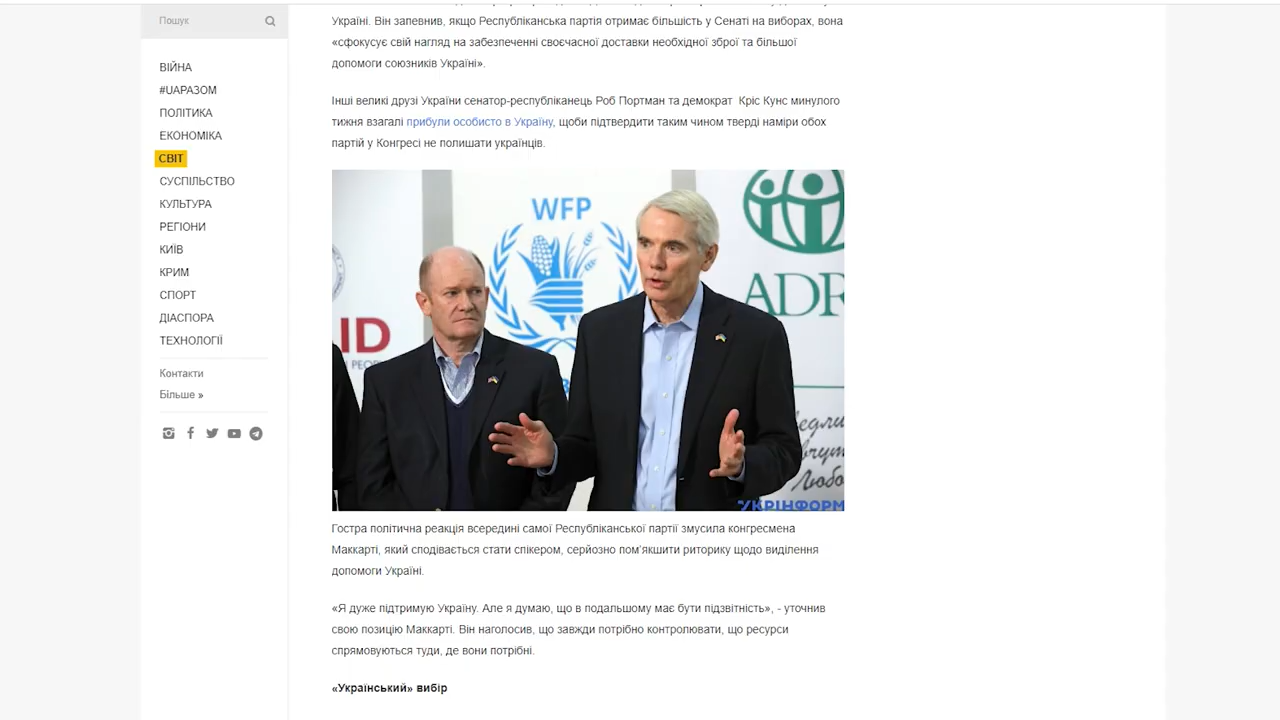 Пошук
ВІЙНА
#UАРАЗОМ
ПОЛІТИКА
ЕКОНОМІКА
СВІТ
СУСПІЛЬСТВО
КУЛЬТУРА
РЕГІОНИ
КИЇВ
КРИМ
СПОРТ
ДІАСПОРА
ТЕХНОЛОГІЇ
Контакти
Більше »
Україні. Він запевнив, якщо Республіканська партія отримає більшість у Сенаті на виборах, вона
«сфокусує свій нагляд на забезпеченні своєчасної доставки необхідної зброї та більшої
допомоги союзників Україні».
Інші великі друзі України сенатор-республіканець Роб Портман та демократ Кріс Кунс минулого
тижня взагалі прибули особисто в Україну, щоби підтвердити таким чином тверді наміри обох
партій у Конгресі не полишати українців.
WFP
ADR
ID
УКРІНФОРМ
Гостра політична реакція всередині самої Республіканської партії змусила конгресмена
Маккарті, який сподівається стати спікером, серйозно пом'якшити риторику щодо виділення
допомоги Україні.
«Я дуже підтримую Україну. Але я думаю, що в подальшому має бути підзвітність», - уточнив
свою позицію Маккарті. Він наголосив, що завжди потрібно контролювати, що ресурси
спрямовуються туди, де вони потрібні.
«Український» вибір